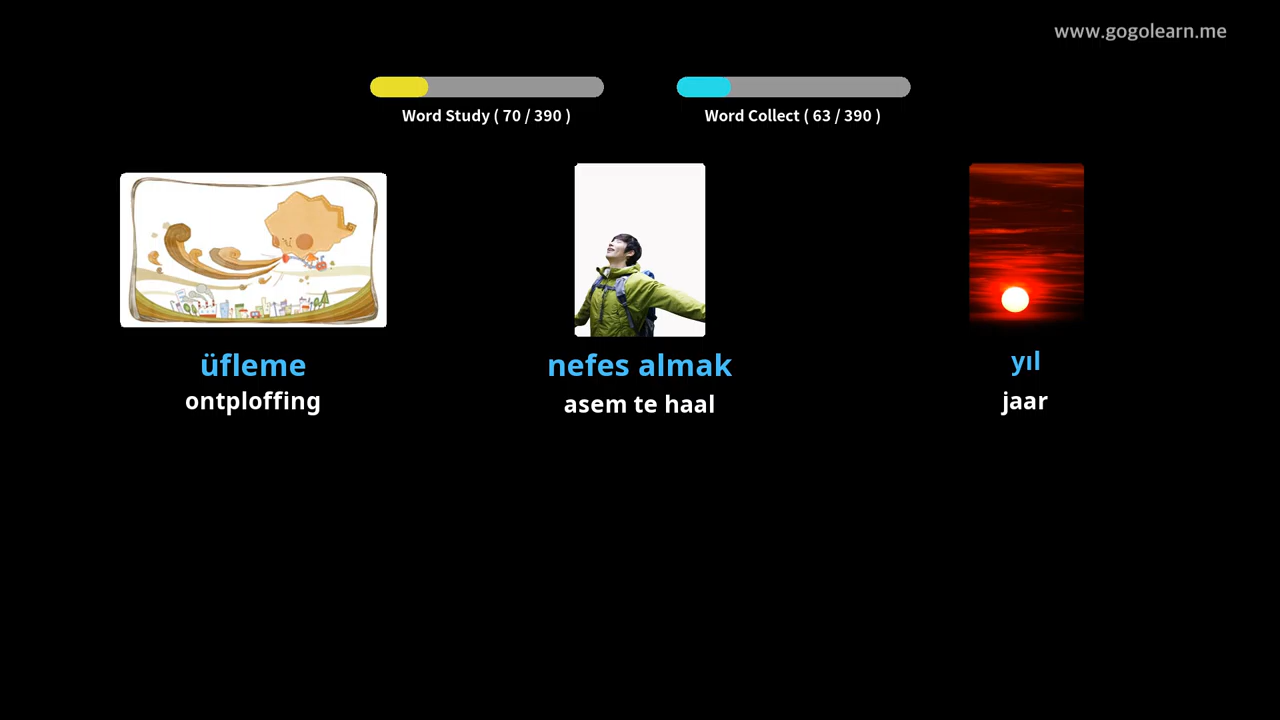 www.gogolearn.me
Word Study ( 70 / 390 )
Word Collect ( 63 / 390 )
üfleme
ontploffing
nefes almak
asem te haal
yıl
jaar